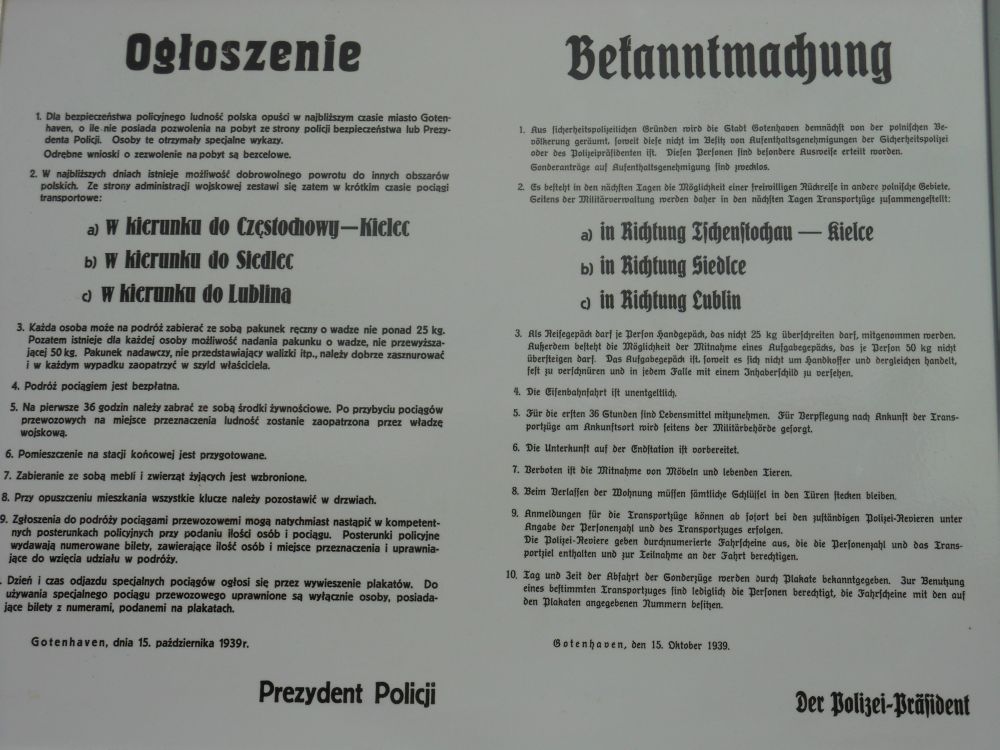 Ogłoszenie
1. Dla bezpieczeństwa policyjnego ludność polska opuści w najbliższym czasie miasto Goten-
haven, o ile nie posiada pozwolenia na pobyt ze strony policji bezpieczeństwa lub Prezy-
denta Policji. Osoby te otrzymały specjalne wykazy.
Odrębne wnioski o zezwolenie na pobyt są bezcelowe.
2. W najbliższych dniach istnieje możliwość dobrowolnego powrotu do innych obszarów
polskich. Ze strony administracji wojskowej zestawi się zatem w krótkim czasie pociągi
transportowe:
a) w kierunku do Częstochowy—Kielec
b) w kierunku do Siedlec
c) w kierunku do Lublina
3. Każda osoba może na podróż zabierać ze sobą pakunek ręczny o wadze nie ponad 25 kg.
Pozatem istnieje dla każdej osoby możliwość nadania pakunku o wadze, nie przewyższa-
jącej 50 kg. Pakunek nadawczy, nie przedstawiający walizki itp., należy dobrze zasznurować
i w każdym wypadku zaopatrzyć w szyld właściciela.
4. Podróż pociągiem jest bezpłatna.
5. Na pierwsze 36 godzin należy zabrać ze sobą środki żywnościowe. Po przybyciu pociągów
przewozowych na miejsce przeznaczenia ludność zostanie zaopatrzona przez władzę
wojskową.
6. Pomieszczenie na stacji końcowej jest przygotowane.
7. Zabieranie ze sobą mebli i zwierząt żyjących jest wzbronione.
8. Przy opuszczeniu mieszkania wszystkie klucze należy pozostawić w drzwiach.
9. Zgłoszenia do podróży pociągami przewozowemi mogą natychmiast nastąpić w kompetent-
nych posterunkach policyjnych przy podaniu ilości osób i pociągu. Posterunki policyjne
wydawają numerowane bilety, zawierające ilość osób i miejsce przeznaczenia i uprawnia-
jące do wzięcia udziału w podróży.
. Dzień i czas odjazdu specjalnych pociągów ogłosi się przez wywieszenie plakatów. Do
używania specjalnego pociągu przewozowego uprawnione są wyłącznie osoby, posiada-
jące bilety z numerami, podanemi na plakatach.
Gotenhaven, dnia 15. października 1939r.
Prezydent Policji
Bekanntmachung
1. Aus sicherheitspolizeilichen Gründen wird die Stadt Gotenhaven demnächst von der polnischen Be-
völkerung geräumt, soweit diese nicht im Besitz von Aufenthaltsgenehmigungen der Sicherheitspolizei
oder des Polizeipräsidenten ist. Diesen Personen sind besondere Ausweise erteilt worden.
Sonderanträge auf Aufenthaltsgenehmigung sind zwecklos.
2. Es besteht in den nächsten Tagen die Möglichkeit einer freiwilligen Rückreise in andere polnische Gebiete.
Seitens der Militärverwaltung werden daher in den nächsten Tagen Transportzüge zusammengestellt:
a) in Richtung Tschenstochau — Kielce
b) in Richtung Siedlce
c) in Richtung Lublin
3. Als Reisegepäck darf je Person Handgepäck, das nicht 25 kg überschreiten darf, mitgenommen werden.
Außerdem besteht die Möglichkeit der Mitnahme eines Aufgabegepäcks, das je Person 50 kg nicht
übersteigen darf. Das Aufgabegepäck ist, soweit es sich nicht um Handkoffer und dergleichen handelt,
fest zu verschnüren und in jedem Falle mit einem Inhaberschild zu versehen.
4. Die Eisenbahnfahrt ist unentgeltlich.
5. Für die ersten 36 Stunden sind Lebensmittel mitzunehmen. Für Verpflegung nach Ankunft der Trans-
portzüge am Ankunftsort wird seitens der Militärbehörde gesorgt.
6. Die Unterkunft auf der Endstation ist vorbereitet.
7. Verboten ist die Mitnahme von Möbeln und lebenden Tieren.
8. Beim Verlassen der Wohnung müssen sämtliche Schlüssel in den Türen stecken bleiben.
9. Anmeldungen für die Transportzüge können ab sofort bei den zuständigen Polizei-Revieren unter
Angabe der Personenzahl und des Transportzuges erfolgen.
Die Polizei-Reviere geben durchnumerierte Fahrscheine aus, die die Personenzahl und das Trans-
portziel enthalten und zur Teilnahme an der Fahrt berechtigen.
10. Tag und Zeit der Abfahrt der Sonderzüge werden durch Plakate bekanntgegeben. Zur Benutzung
eines bestimmten Transportzuges sind lediglich die Personen berechtigt, die Fahrscheine mit den auf
den Plakaten angegebenen Nummern besitzen.
Gotenhaven, den 15. Oktober 1939.
Der Polizei-Präsident